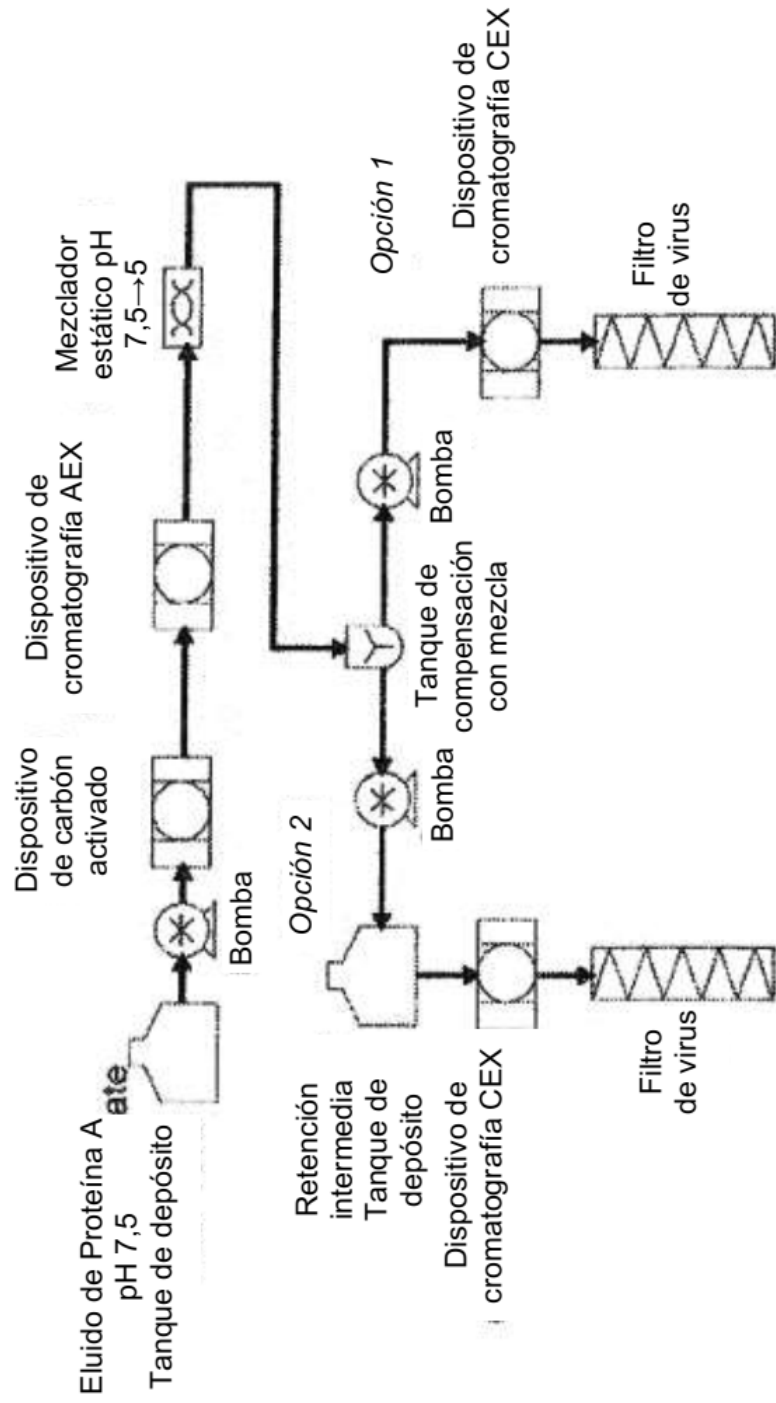 Eluido de Proteína A
pH 7,5
Tanque de depósito
ate
Bomba
Dispositivo
de carbón
activado
Dispositivo de
cromatografía AEX
Mezclador
estático pH
7,5→5
Opción 2
Bomba
Tanque de
compensación
con mezcla
Bomba
Opción 1
Retención
intermedia
Tanque de
depósito
Dispositivo de
cromatografía CEX
Filtro
de virus
Dispositivo de
cromatografía CEX
Filtro
de virus